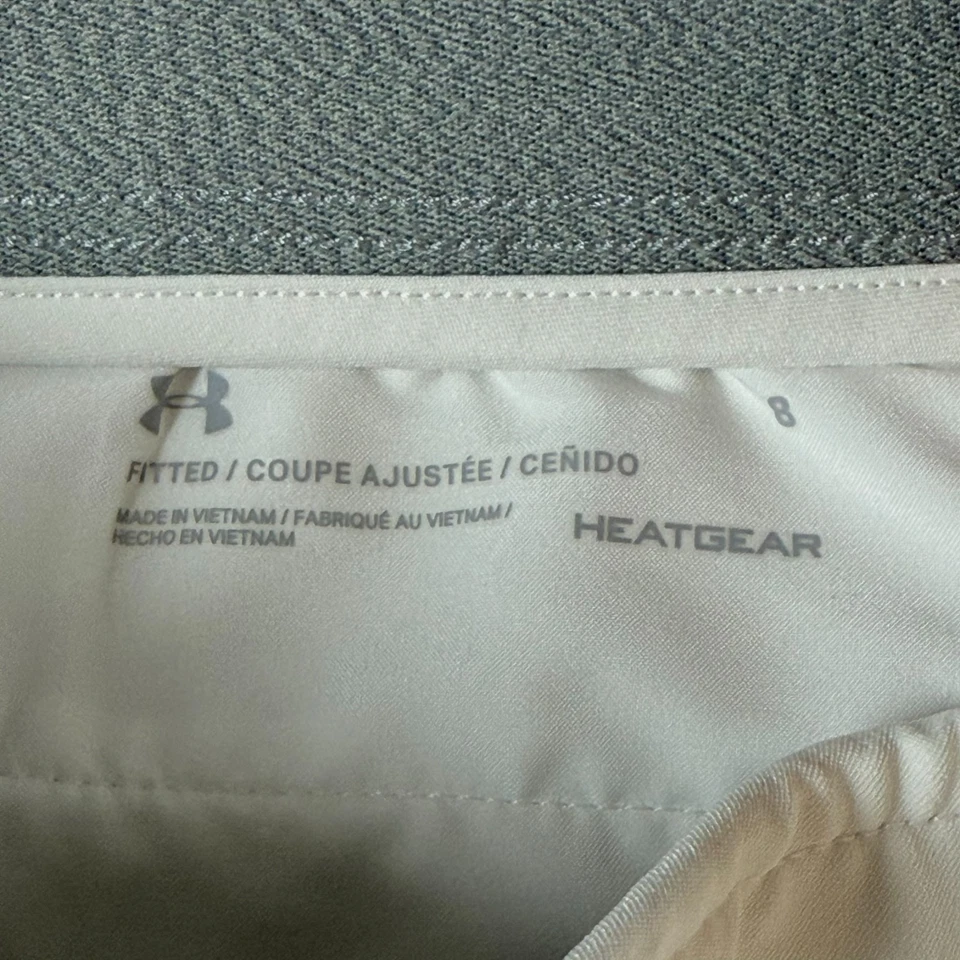 8
FITTED / COUPE AJUSTÉE / CEÑIDO
MADE IN VIETNAM / FABRIQUÉ AU VIETNAM /
HECHO EN VIETNAM
HEATGEAR